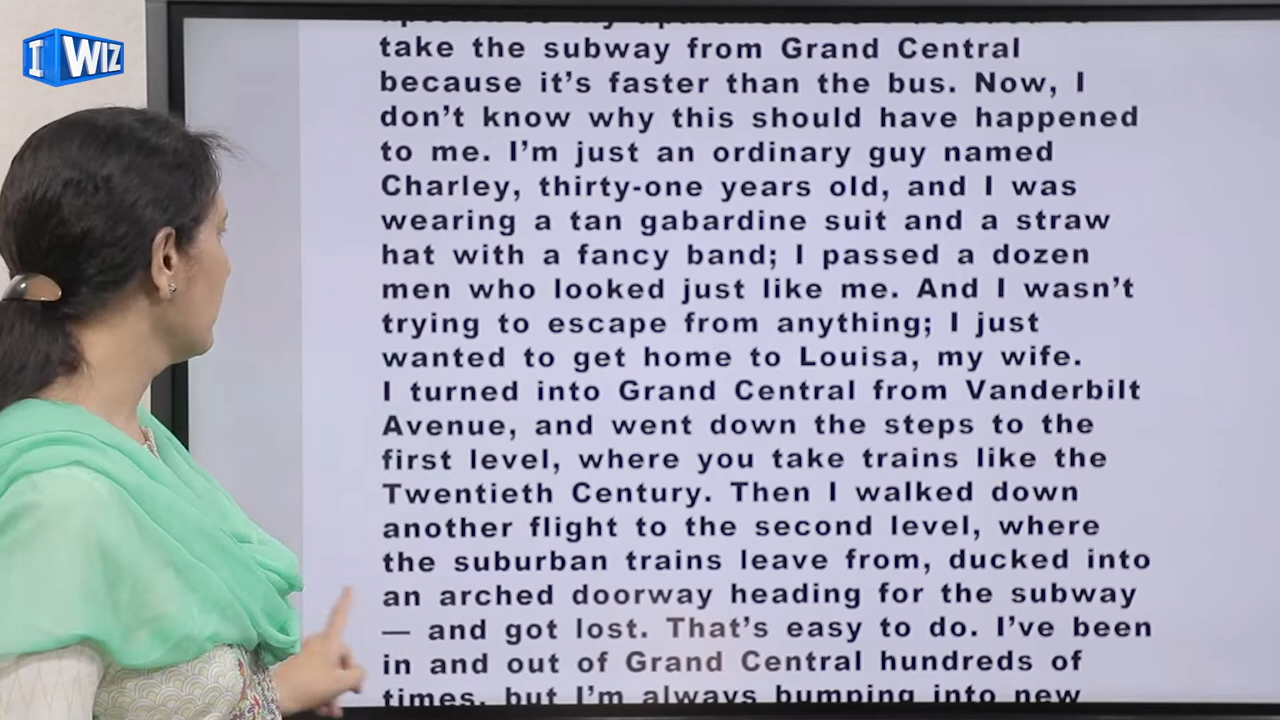 I WIZ
take the subway from Grand Central
because it's faster than the bus. Now, I
don't know why this should have happened
to me. I'm just an ordinary guy named
Charley, thirty-one years old, and I was
wearing a tan gabardine suit and a straw
hat with a fancy band; I passed a dozen
men who looked just like me. And I wasn't
trying to escape from anything; I just
wanted to get home to Louisa, my wife.
I turned into Grand Central from Vanderbilt
Avenue, and went down the steps to the
first level, where you take trains like the
Twentieth Century. Then I walked down
another flight to the second level, where
the suburban trains leave from, ducked into
an arched doorway heading for the subway
— and got lost. That's easy to do. I've been
in and out of Grand Central hundreds of
times, but I'm always bumping into new